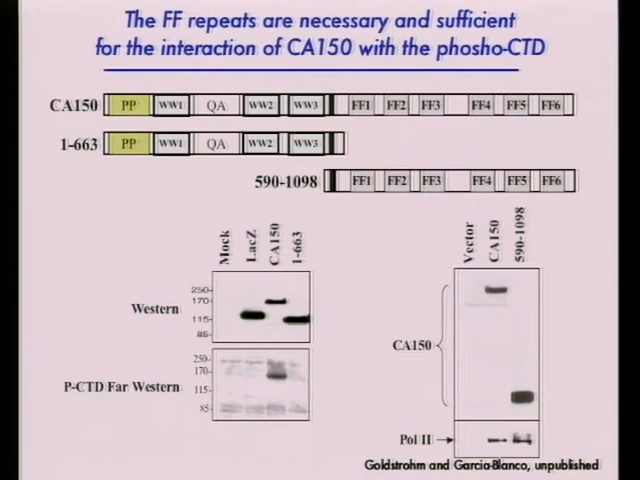 The FF repeats are necessary and sufficient
for the interaction of CA150 with the phosho-CTD
CA150 PP WW1 QA WW2 WW3 FF1 FF2 FF3 FF4 FF5 FF6
1-663 PP WW1 QA WW2 WW3
590-1098 FF1 FF2 FF3 FF4 FF5 FF6
Mock LacZ CA150 1-663
Western
250
170
115
85
P-CTD Far Western
250
170
115
85
Vector CA150 590-1098
CA150
Pol II
Goldstrohm and Garcia-Blanco, unpublished